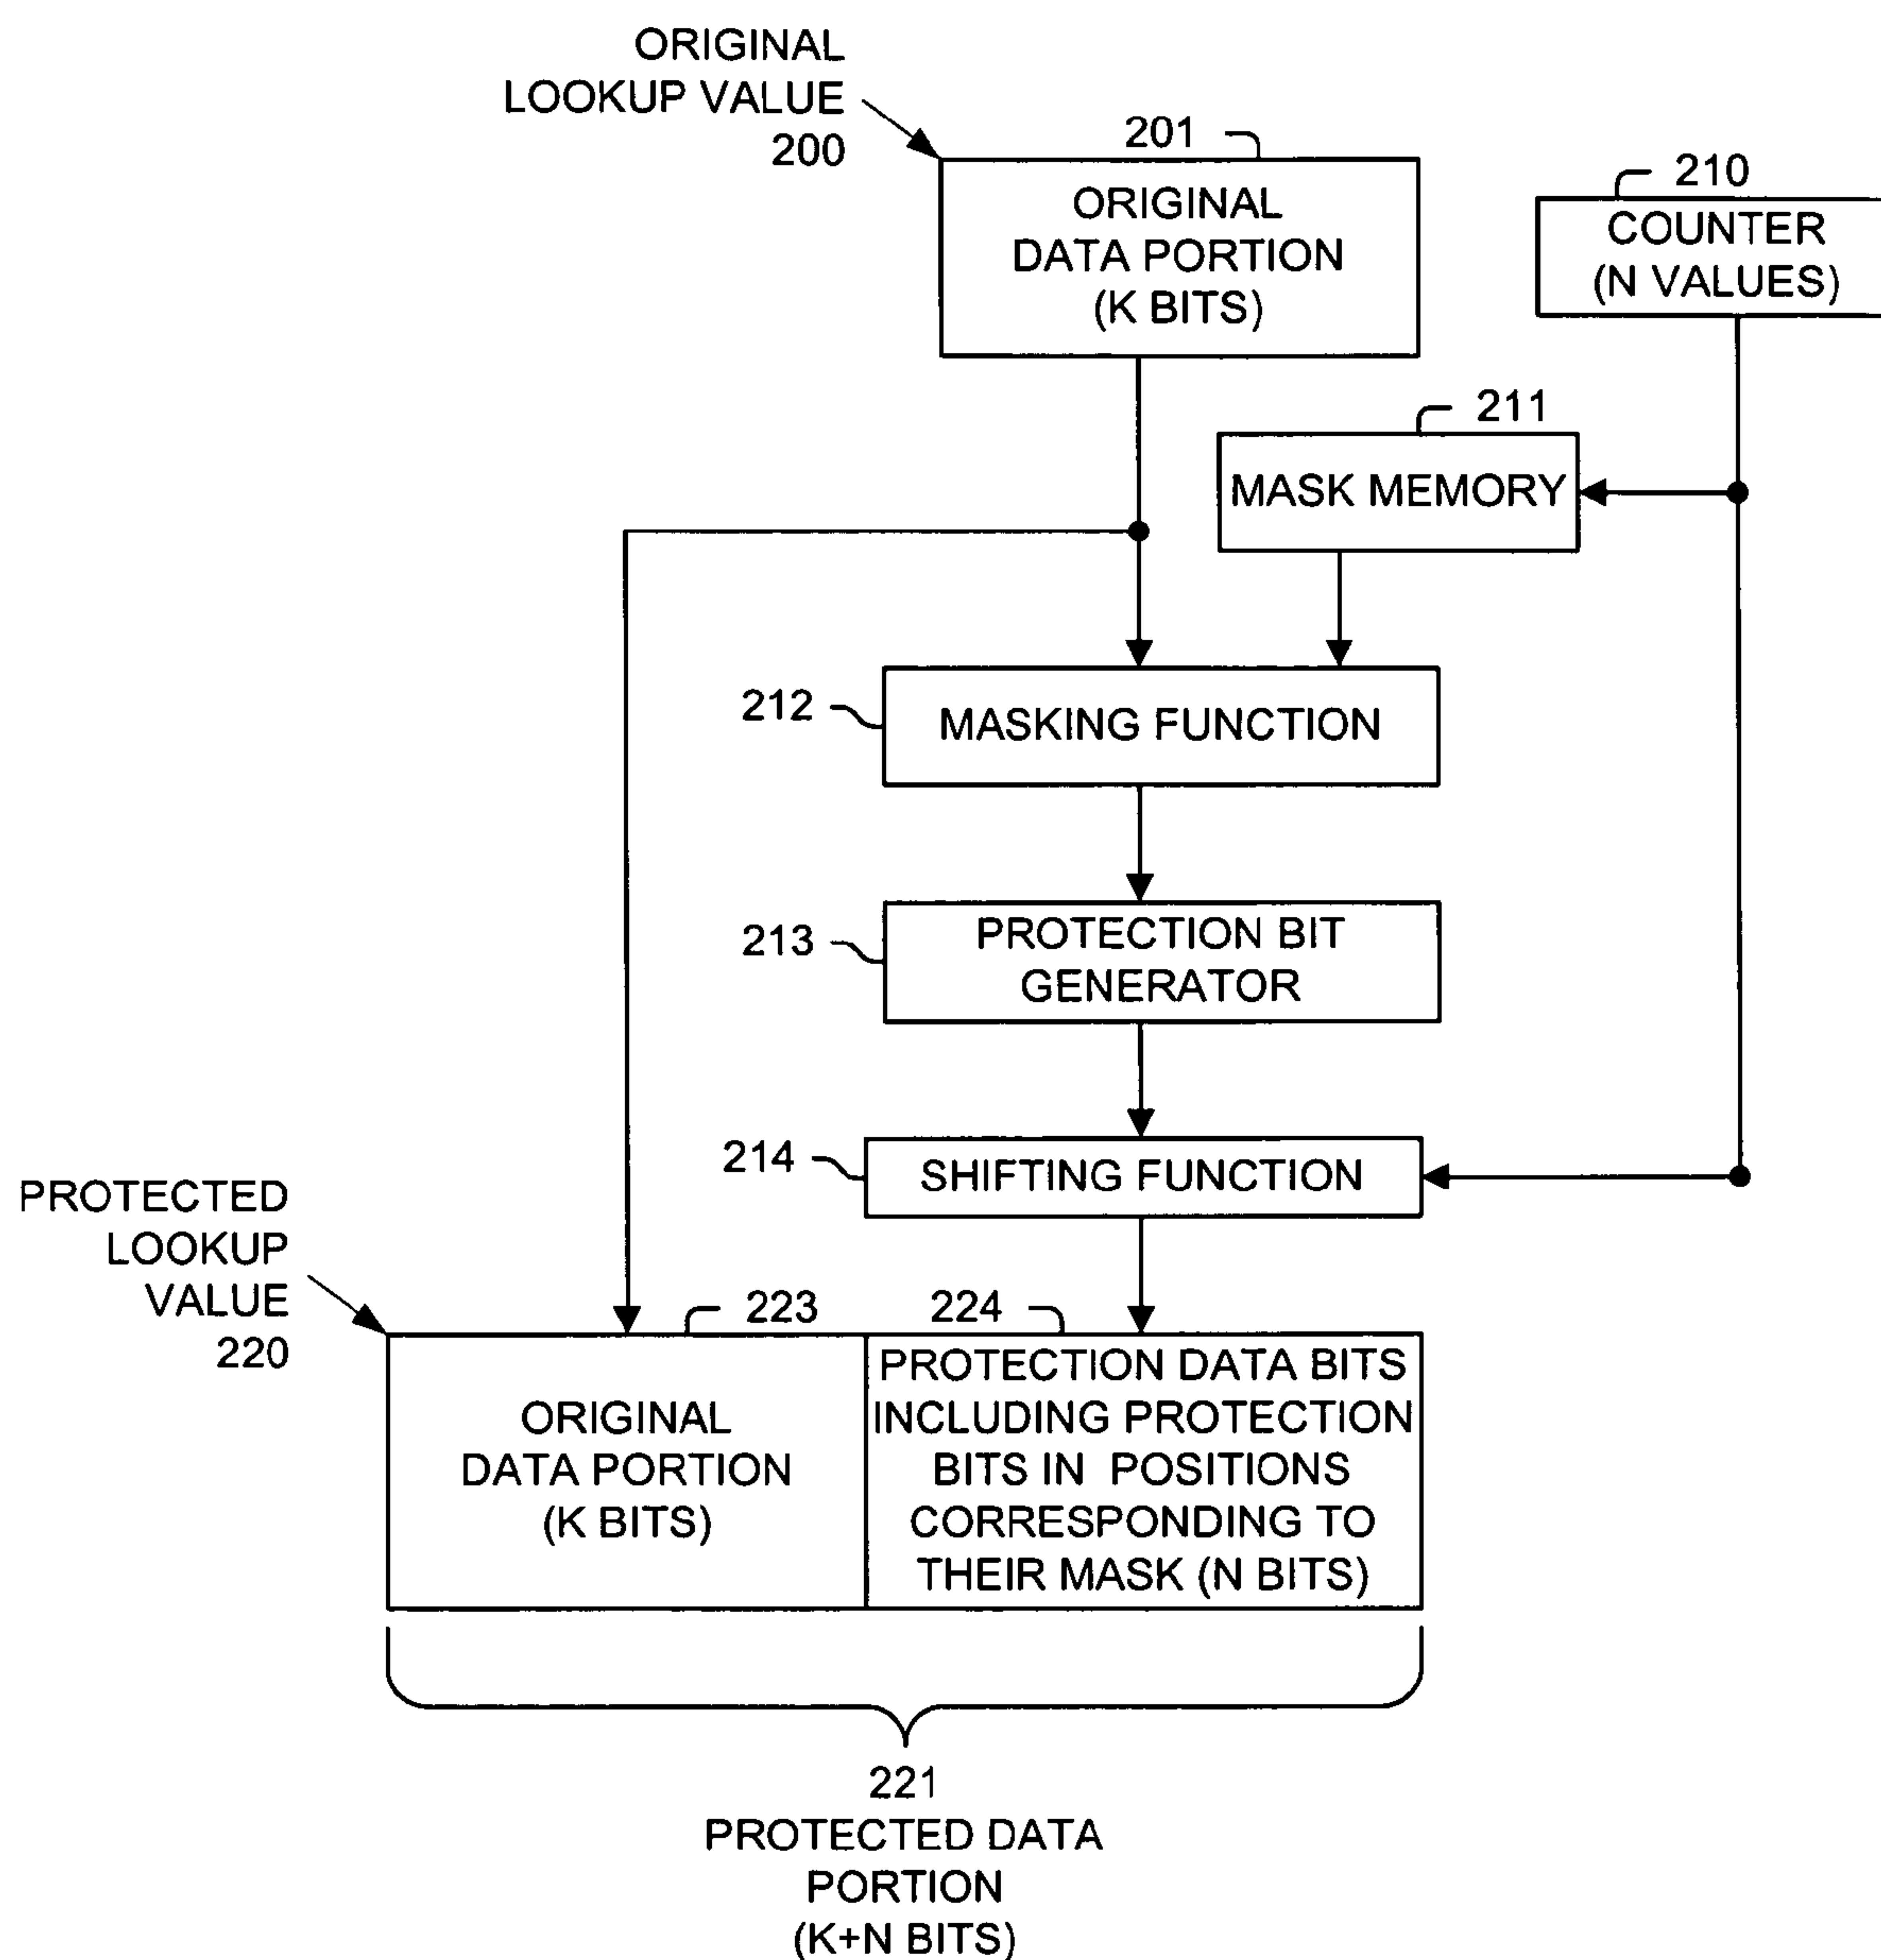 ORIGINAL
LOOKUP VALUE
200
201
ORIGINAL
DATA PORTION
(K BITS)
210
COUNTER
(N VALUES)
211
MASK MEMORY
212
MASKING FUNCTION
213
PROTECTION BIT
GENERATOR
214
SHIFTING FUNCTION
PROTECTED
LOOKUP
VALUE
220
223
ORIGINAL
DATA PORTION
(K BITS)
224
PROTECTION DATA BITS
INCLUDING PROTECTION
BITS IN POSITIONS
CORRESPONDING TO
THEIR MASK (N BITS)
221
PROTECTED DATA
PORTION
(K+N BITS)